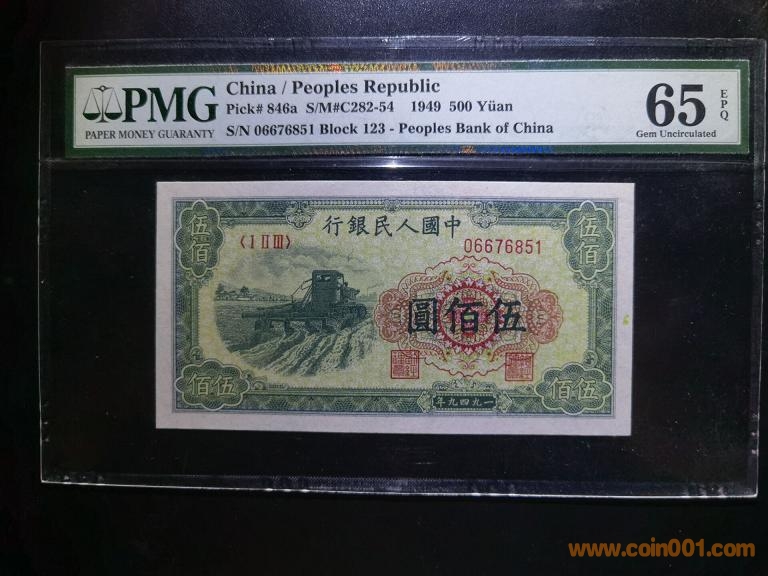 PMG
PAPER MONEY GUARANTY
China / Peoples Republic
Pick# 846a S/M#C282-54 1949 500 Yüan
S/N 06676851 Block 123 - Peoples Bank of China
65 EPQ
Gem Uncirculated
行銀民人國中
伍佰
伍佰
〈I II III〉
06676851
圓佰伍
佰伍
佰伍
年九四九一
www.coin001.com